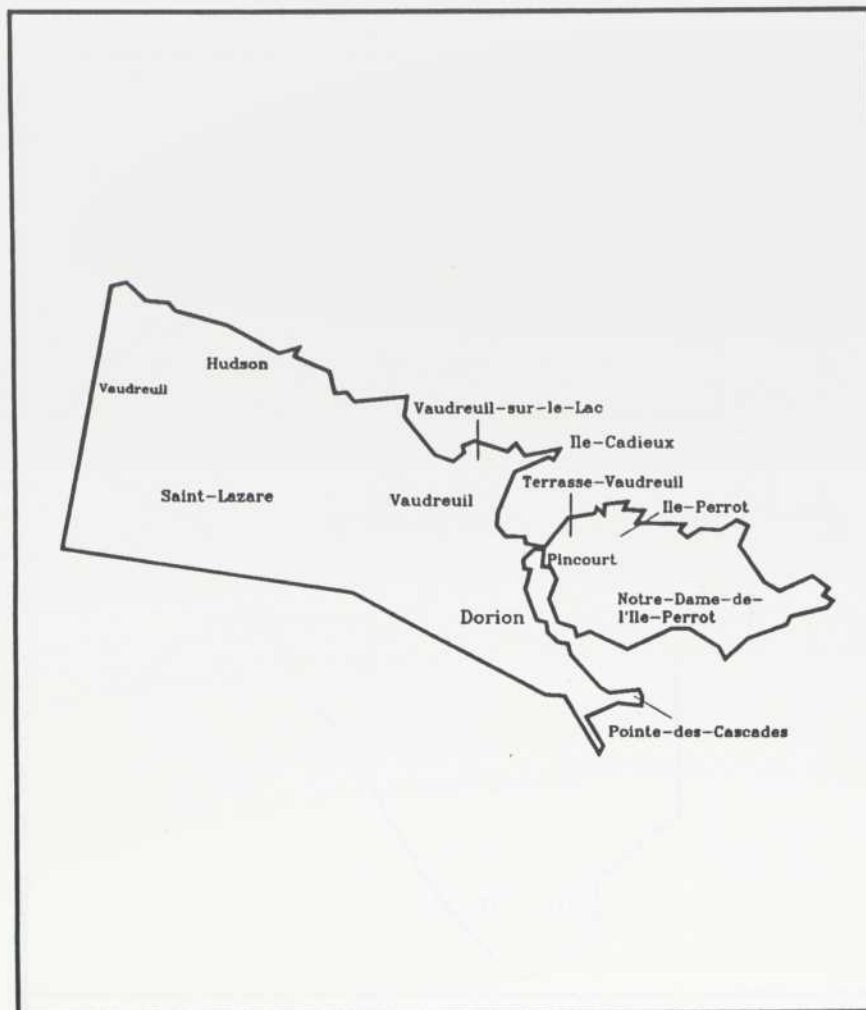 Hudson
Vaudreuil
Vaudreuil-sur-le-Lac
Ile-Cadieux
Terrasse-Vaudreuil
Saint-Lazare
Vaudreuil
Ile-Perrot
Pincourt
Notre-Dame-de-
l'Ile-Perrot
Dorion
Pointe-des-Cascades